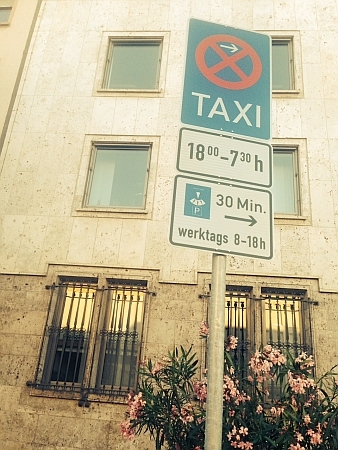 TAXI
18⁰⁰-7³⁰ h
P 30 Min.
werktags 8-18h